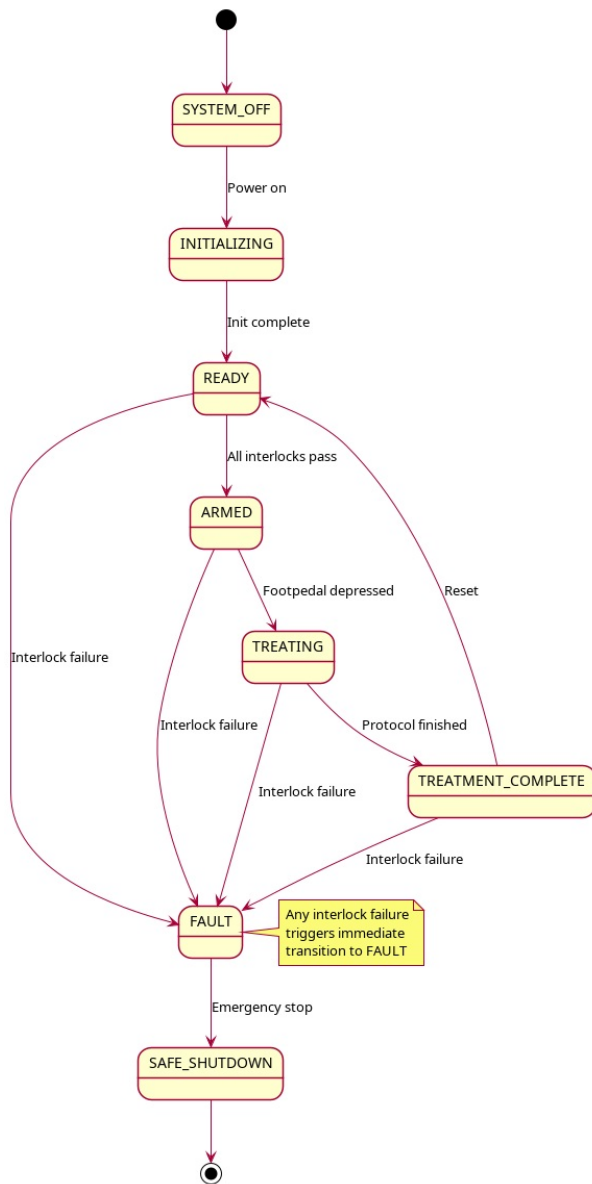 SYSTEM_OFF
Power on
INITIALIZING
Init complete
READY
All interlocks pass
ARMED
Footpedal depressed
Reset
TREATING
Interlock failure
Interlock failure
Protocol finished
TREATMENT_COMPLETE
Interlock failure
Interlock failure
FAULT
Any interlock failure
triggers immediate
transition to FAULT
Emergency stop
SAFE_SHUTDOWN